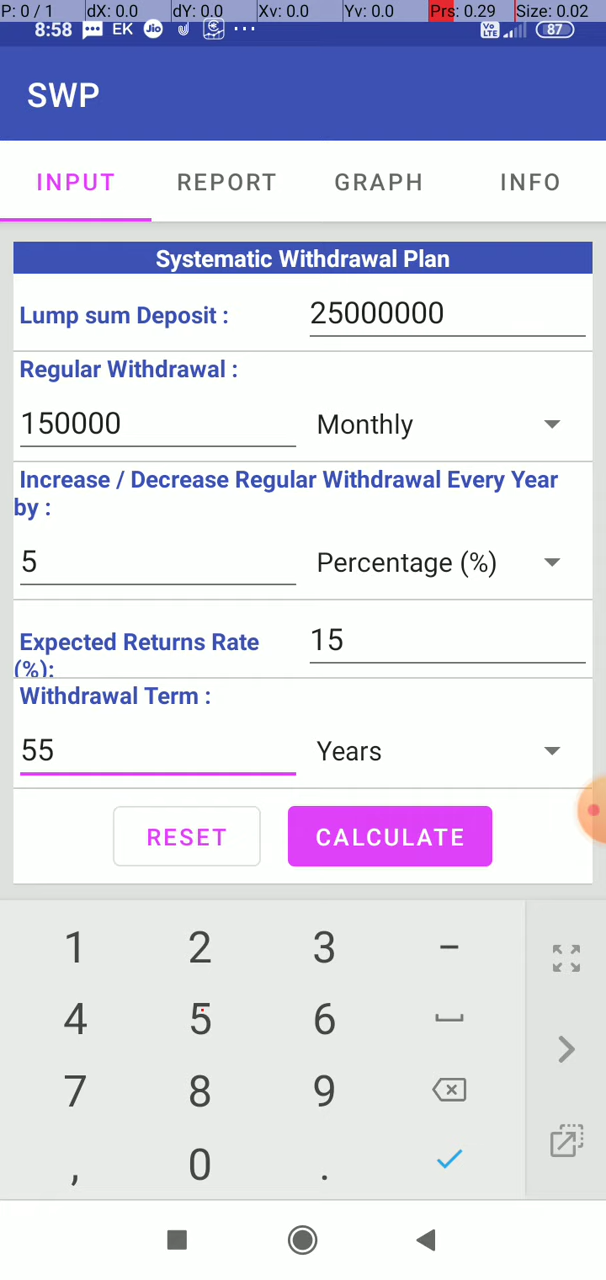 P: 0 / 1 dX: 0.0 dY: 0.0 Xv: 0.0 Yv: 0.0 Prs: 0.29 Size: 0.02
8:58 EK Jio Vo LTE 87
SWP
INPUT REPORT GRAPH INFO
Systematic Withdrawal Plan
Lump sum Deposit : 25000000
Regular Withdrawal :
150000 Monthly
Increase / Decrease Regular Withdrawal Every Year
by :
5 Percentage (%)
Expected Returns Rate 15
(%):
Withdrawal Term :
55 Years
RESET CALCULATE
1 2 3 –
4 5 6
7 8 9
, 0 .